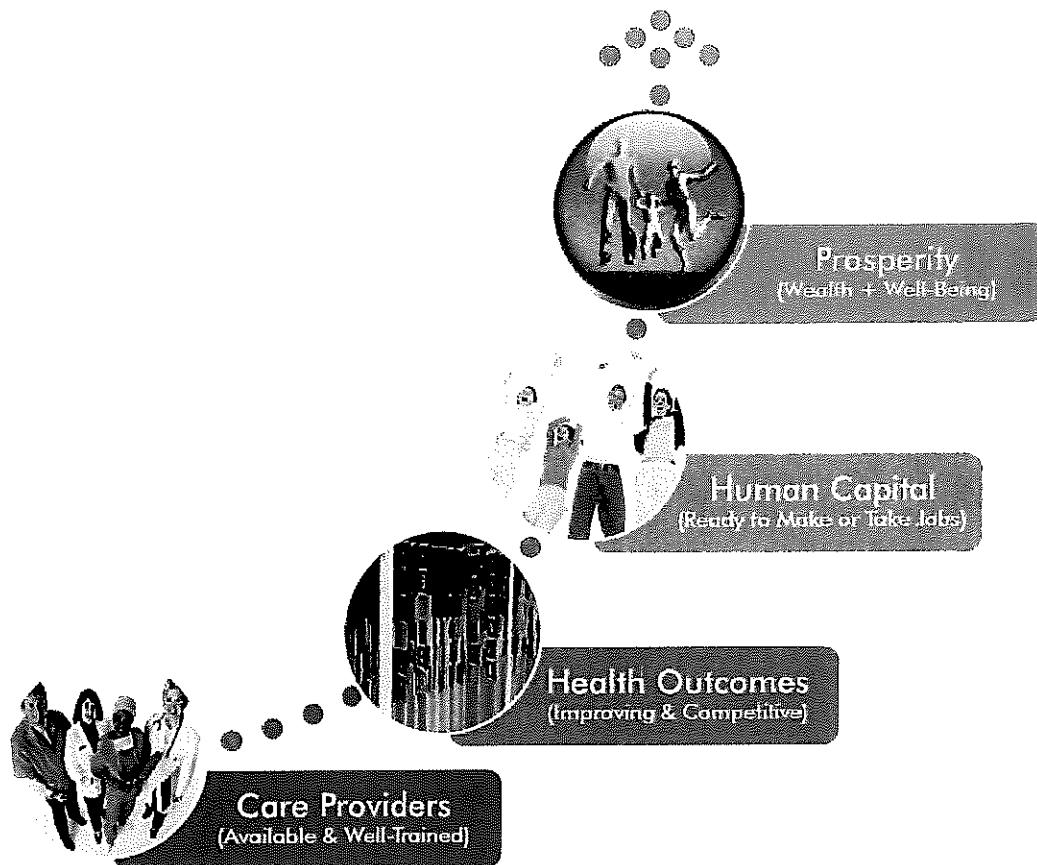 Prosperity
(Wealth + Well-Being)
Human Capital
(Ready to Make or Take Jobs)
Health Outcomes
(Improving & Competitive)
Care Providers
(Available & Well-Trained)